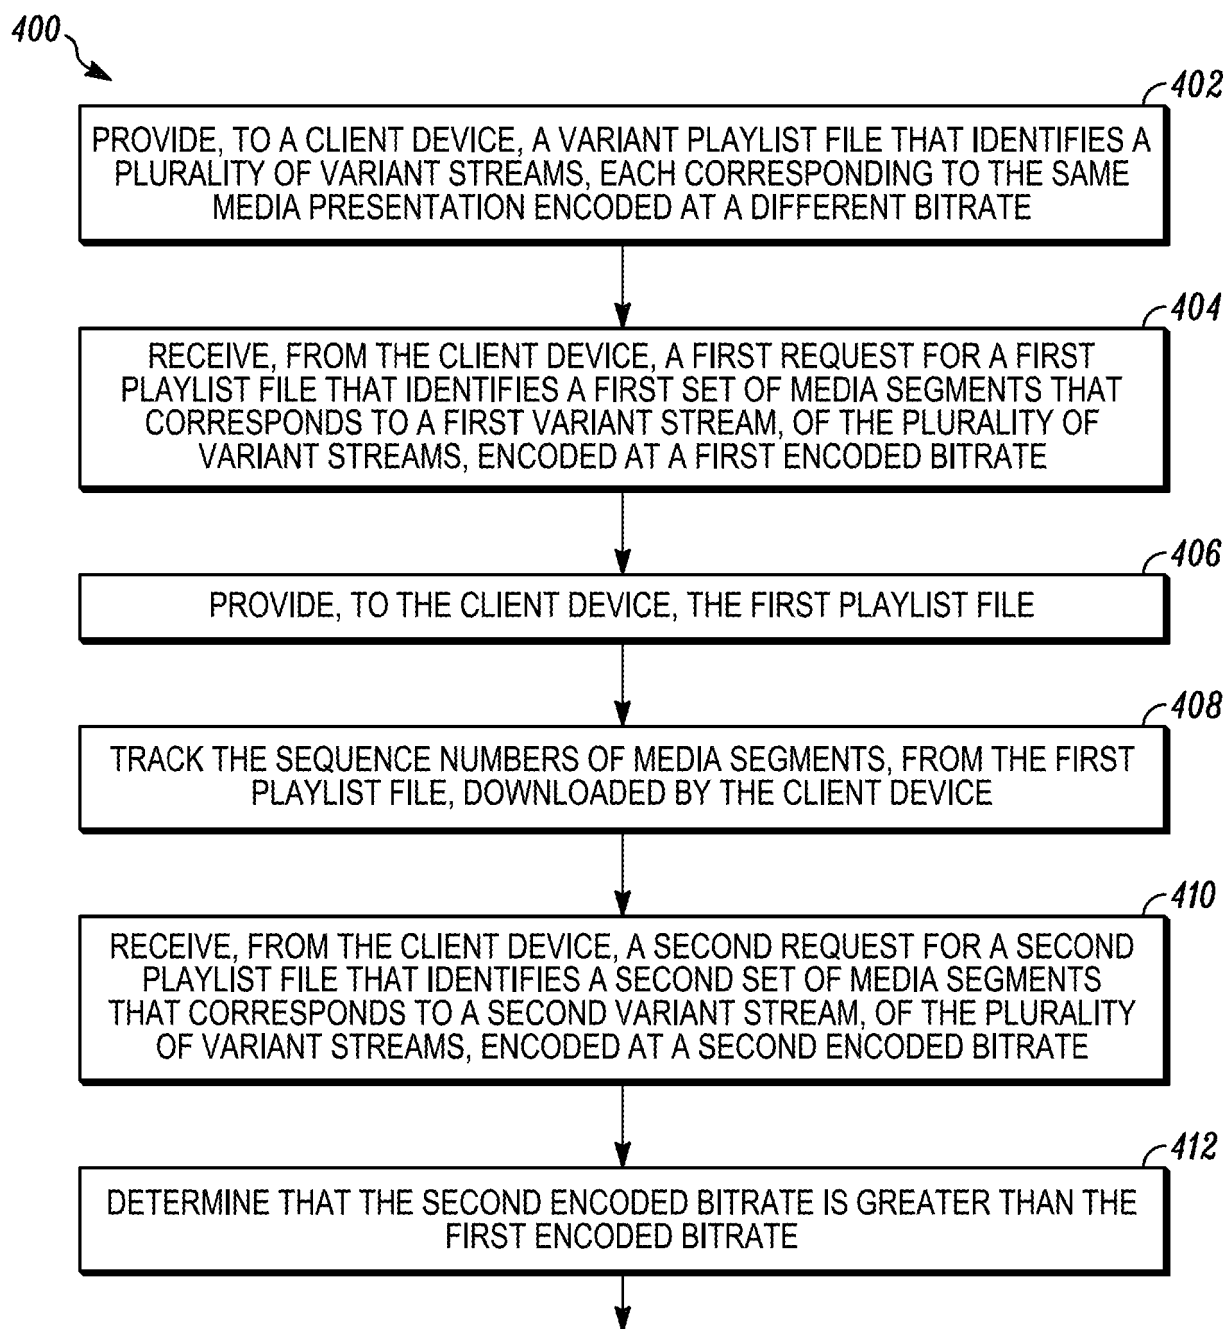 400
402
PROVIDE, TO A CLIENT DEVICE, A VARIANT PLAYLIST FILE THAT IDENTIFIES A
PLURALITY OF VARIANT STREAMS, EACH CORRESPONDING TO THE SAME
MEDIA PRESENTATION ENCODED AT A DIFFERENT BITRATE
404
RECEIVE, FROM THE CLIENT DEVICE, A FIRST REQUEST FOR A FIRST
PLAYLIST FILE THAT IDENTIFIES A FIRST SET OF MEDIA SEGMENTS THAT
CORRESPONDS TO A FIRST VARIANT STREAM, OF THE PLURALITY OF
VARIANT STREAMS, ENCODED AT A FIRST ENCODED BITRATE
406
PROVIDE, TO THE CLIENT DEVICE, THE FIRST PLAYLIST FILE
408
TRACK THE SEQUENCE NUMBERS OF MEDIA SEGMENTS, FROM THE FIRST
PLAYLIST FILE, DOWNLOADED BY THE CLIENT DEVICE
410
RECEIVE, FROM THE CLIENT DEVICE, A SECOND REQUEST FOR A SECOND
PLAYLIST FILE THAT IDENTIFIES A SECOND SET OF MEDIA SEGMENTS
THAT CORRESPONDS TO A SECOND VARIANT STREAM, OF THE PLURALITY
OF VARIANT STREAMS, ENCODED AT A SECOND ENCODED BITRATE
412
DETERMINE THAT THE SECOND ENCODED BITRATE IS GREATER THAN THE
FIRST ENCODED BITRATE